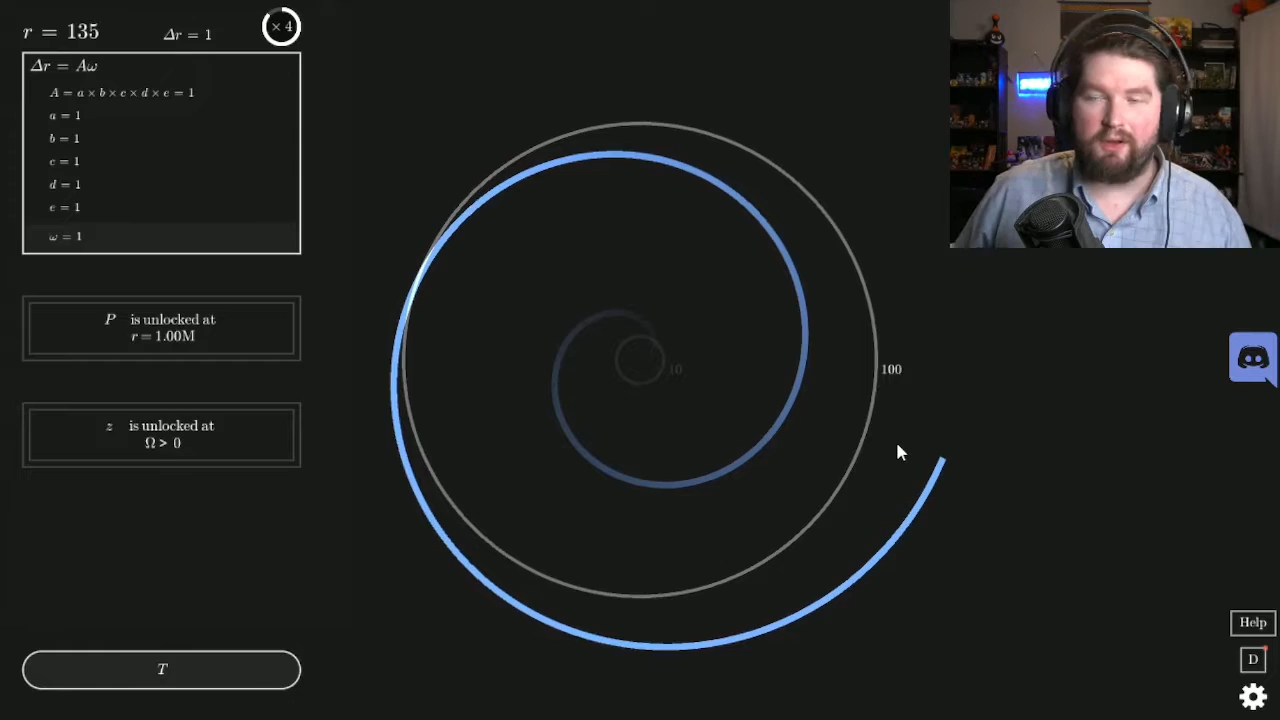 r = 135
Δr = 1
× 4
Δr = Aω
A = a × b × c × d × e = 1
a = 1
b = 1
c = 1
d = 1
e = 1
ω = 1
P is unlocked at
r = 1.00M
z is unlocked at
Ω > 0
10
100
T
Help
D